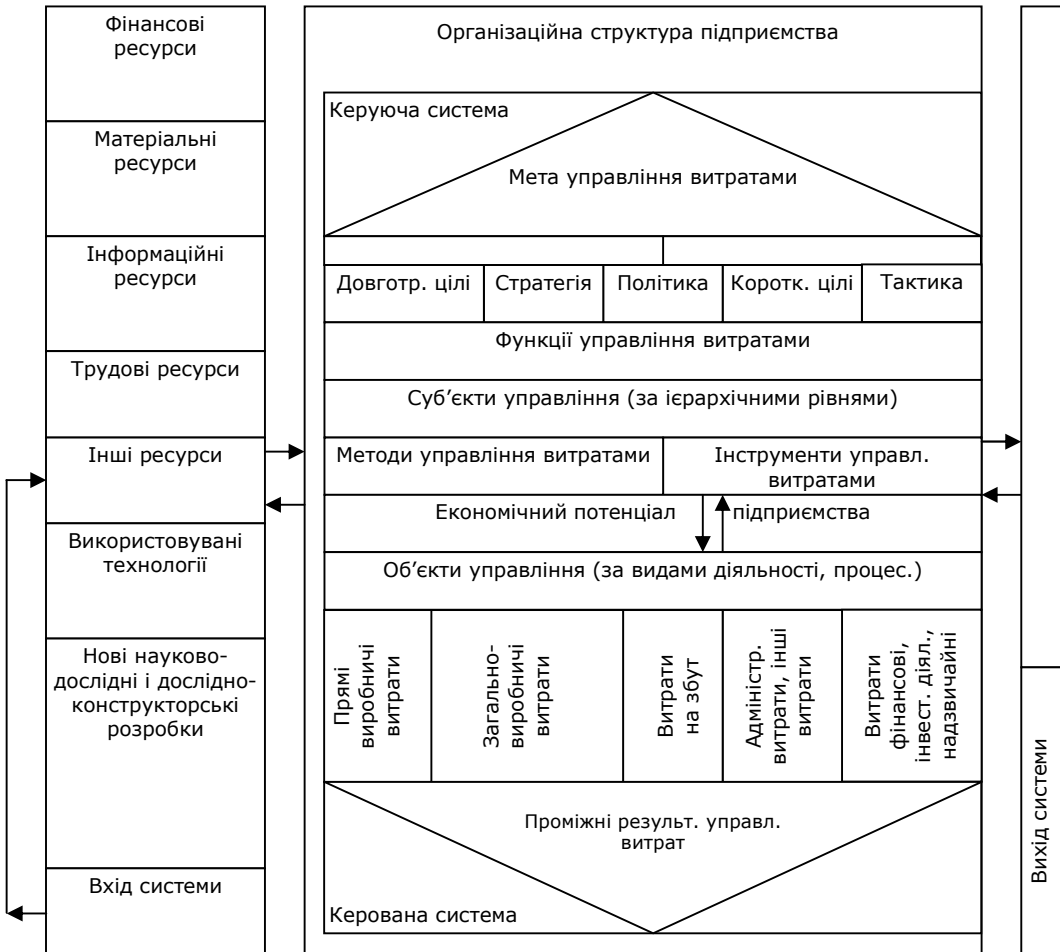 Фінансові
ресурси
Матеріальні
ресурси
Інформаційні
ресурси
Трудові ресурси
Інші ресурси
Використовувані
технології
Нові науково-
дослідні і дослідно-
конструкторські
розробки
Вхід системи
Організаційна структура підприємства
Керуюча система
Мета управління витратами
Довготр. цілі
Стратегія
Політика
Коротк. цілі
Тактика
Функції управління витратами
Суб’єкти управління (за ієрархічними рівнями)
Методи управління витратами
Інструменти управл.
витратами
Економічний потенціал підприємства
Об’єкти управління (за видами діяльності, процес.)
Прямі
виробничі
витрати
Загально-
виробничі
витрати
Витрати
на збут
Адміністр.
витрати, інші
витрати
Витрати
фінансові,
інвест. діял.,
надзвичайні
Проміжні результ. управл.
витрат
Керована система
Вихід системи